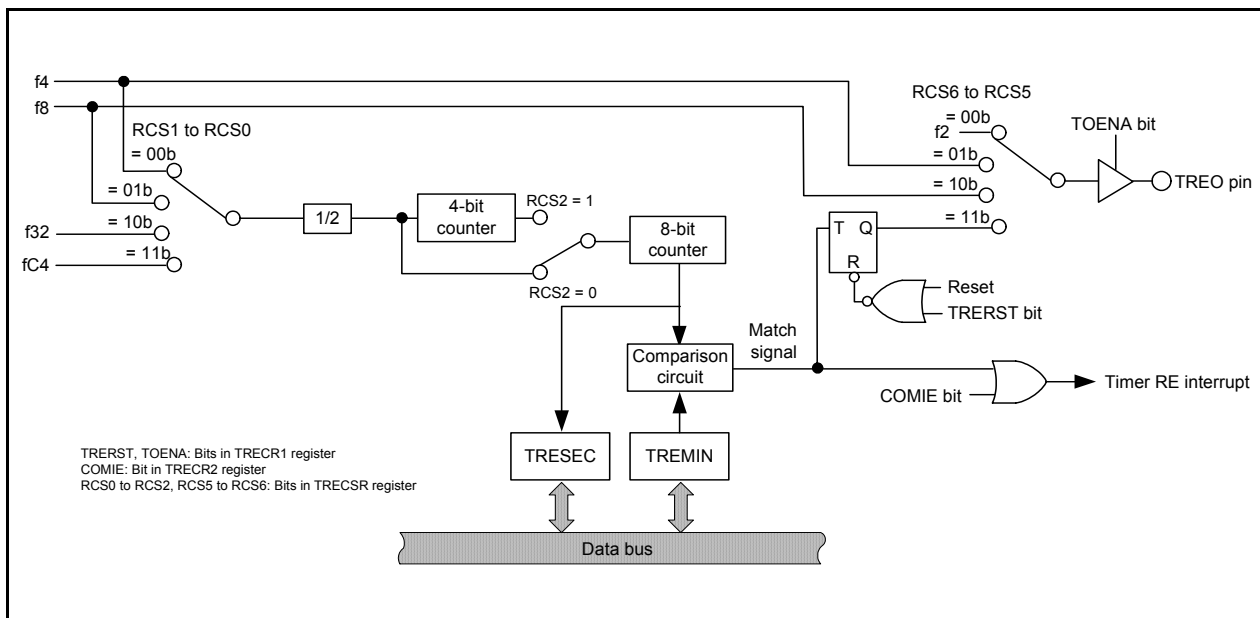 f4
f8
RCS1 to RCS0
= 00b
= 01b
= 10b
= 11b
f32
fC4
1/2
4-bit
counter
RCS2 = 1
RCS2 = 0
8-bit
counter
RCS6 to RCS5
= 00b
f2
= 01b
= 10b
= 11b
TOENA bit
TREO pin
T Q
R
Reset
TRERST bit
Comparison
circuit
Match
signal
COMIE bit
Timer RE interrupt
TRESEC
TREMIN
TRERST, TOENA: Bits in TRECR1 register
COMIE: Bit in TRECR2 register
RCS0 to RCS2, RCS5 to RCS6: Bits in TRECSR register
Data bus